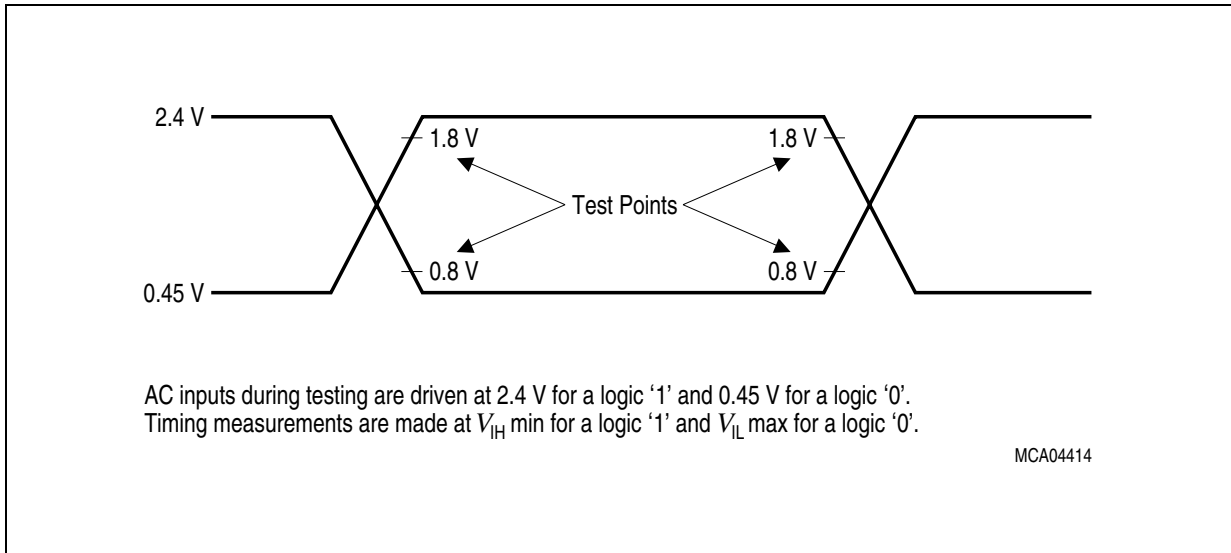 2.4 V
1.8 V 1.8 V
Test Points
0.8 V 0.8 V
0.45 V
AC inputs during testing are driven at 2.4 V for a logic ‘1’ and 0.45 V for a logic ‘0’.
Timing measurements are made at VIH min for a logic ‘1’ and VIL max for a logic ‘0’.
MCA04414